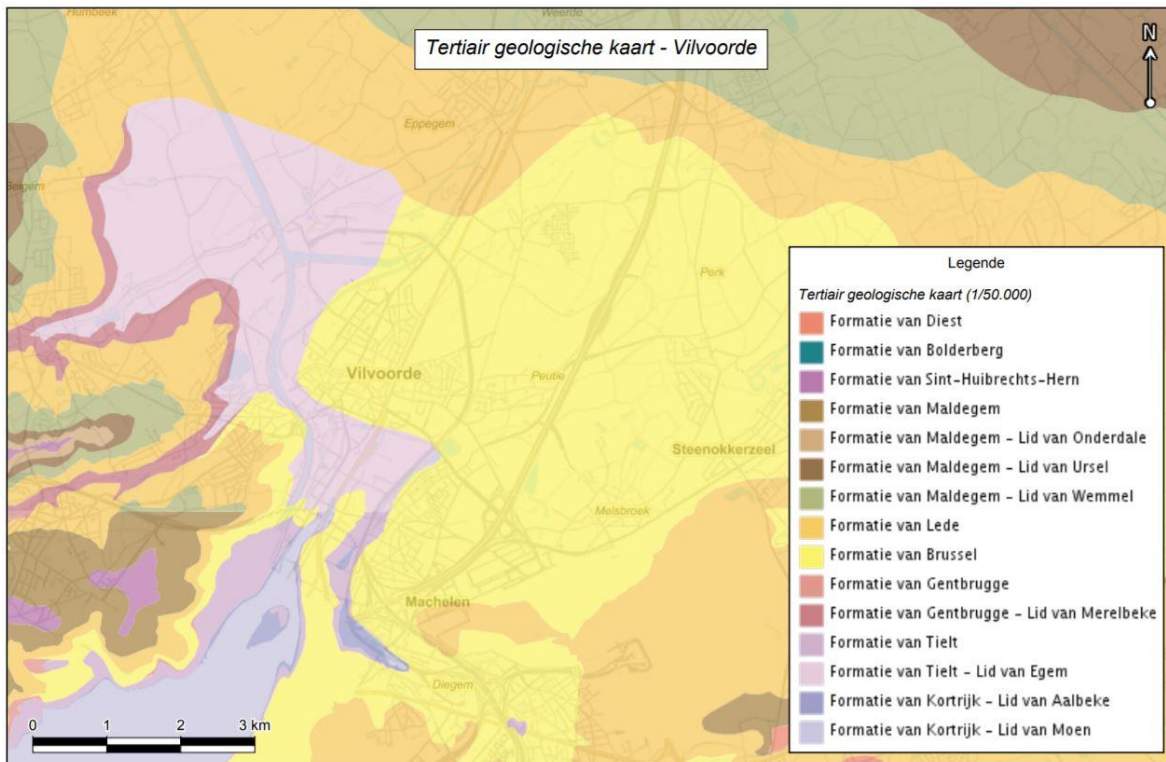 Humbeek
Weerde
Tertiair geologische kaart - Vilvoorde
N
Eppegem
Beigem
Perk
Vilvoorde
Peutie
Steenokkerzeel
Melsbroek
Machelen
Diegem
0 1 2 3 km
Legende
Tertiair geologische kaart (1/50.000)
Formatie van Diest
Formatie van Bolderberg
Formatie van Sint-Huibrechts-Hern
Formatie van Maldegem
Formatie van Maldegem - Lid van Onderdale
Formatie van Maldegem - Lid van Ursel
Formatie van Maldegem - Lid van Wemmel
Formatie van Lede
Formatie van Brussel
Formatie van Gentbrugge
Formatie van Gentbrugge - Lid van Merelbeke
Formatie van Tielt
Formatie van Tielt - Lid van Egem
Formatie van Kortrijk - Lid van Aalbeke
Formatie van Kortrijk - Lid van Moen